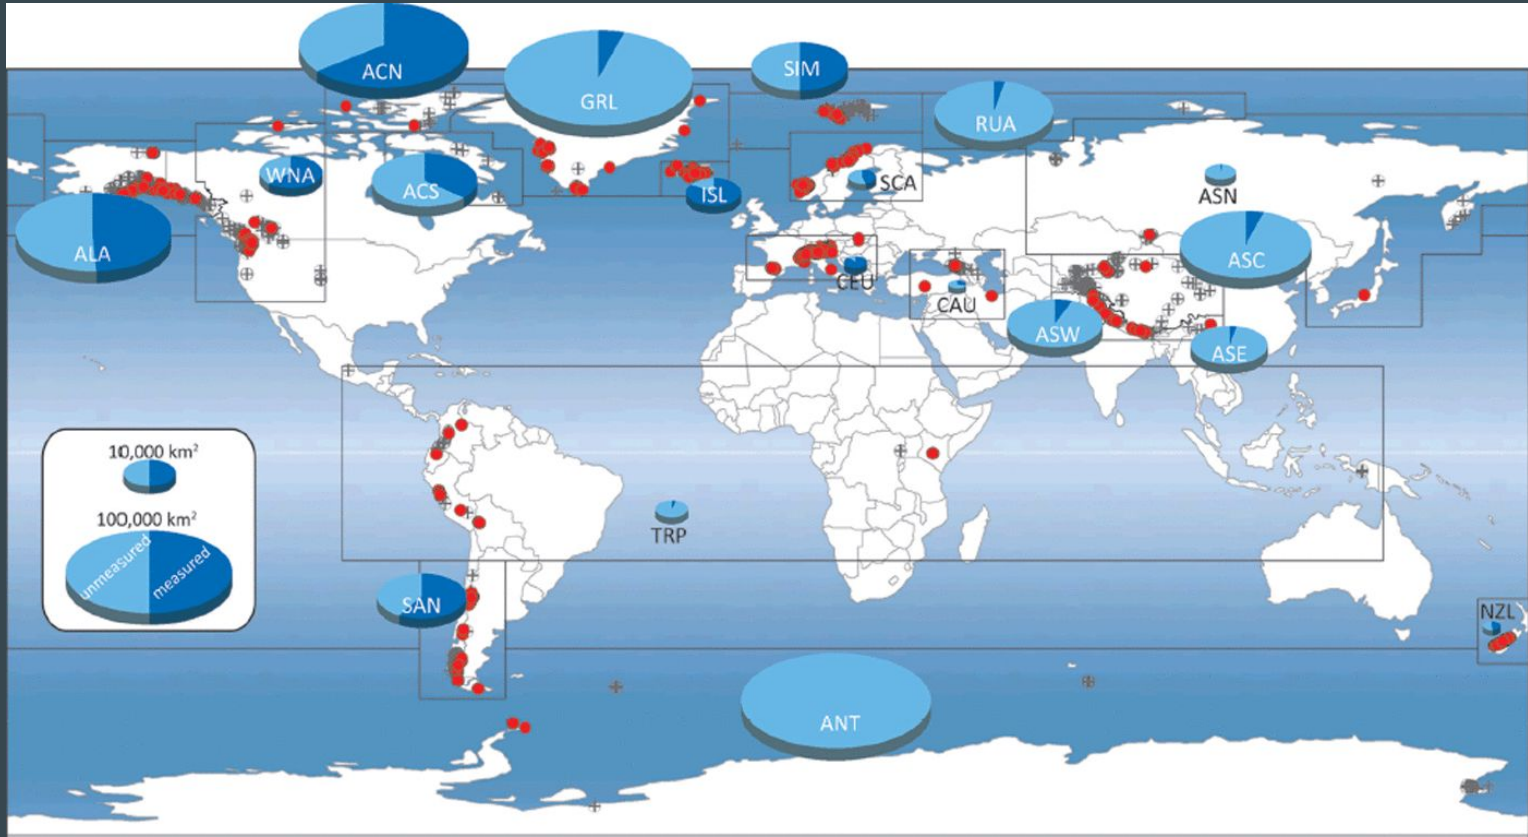 ACN
GRL
SIM
RUA
WNA
ACS
ISL
SCA
ASN
ALA
ASC
CEU
CAU
ASW
ASE
10,000 km²
100,000 km²
unmeasured
measured
TRP
SAN
NZL
ANT